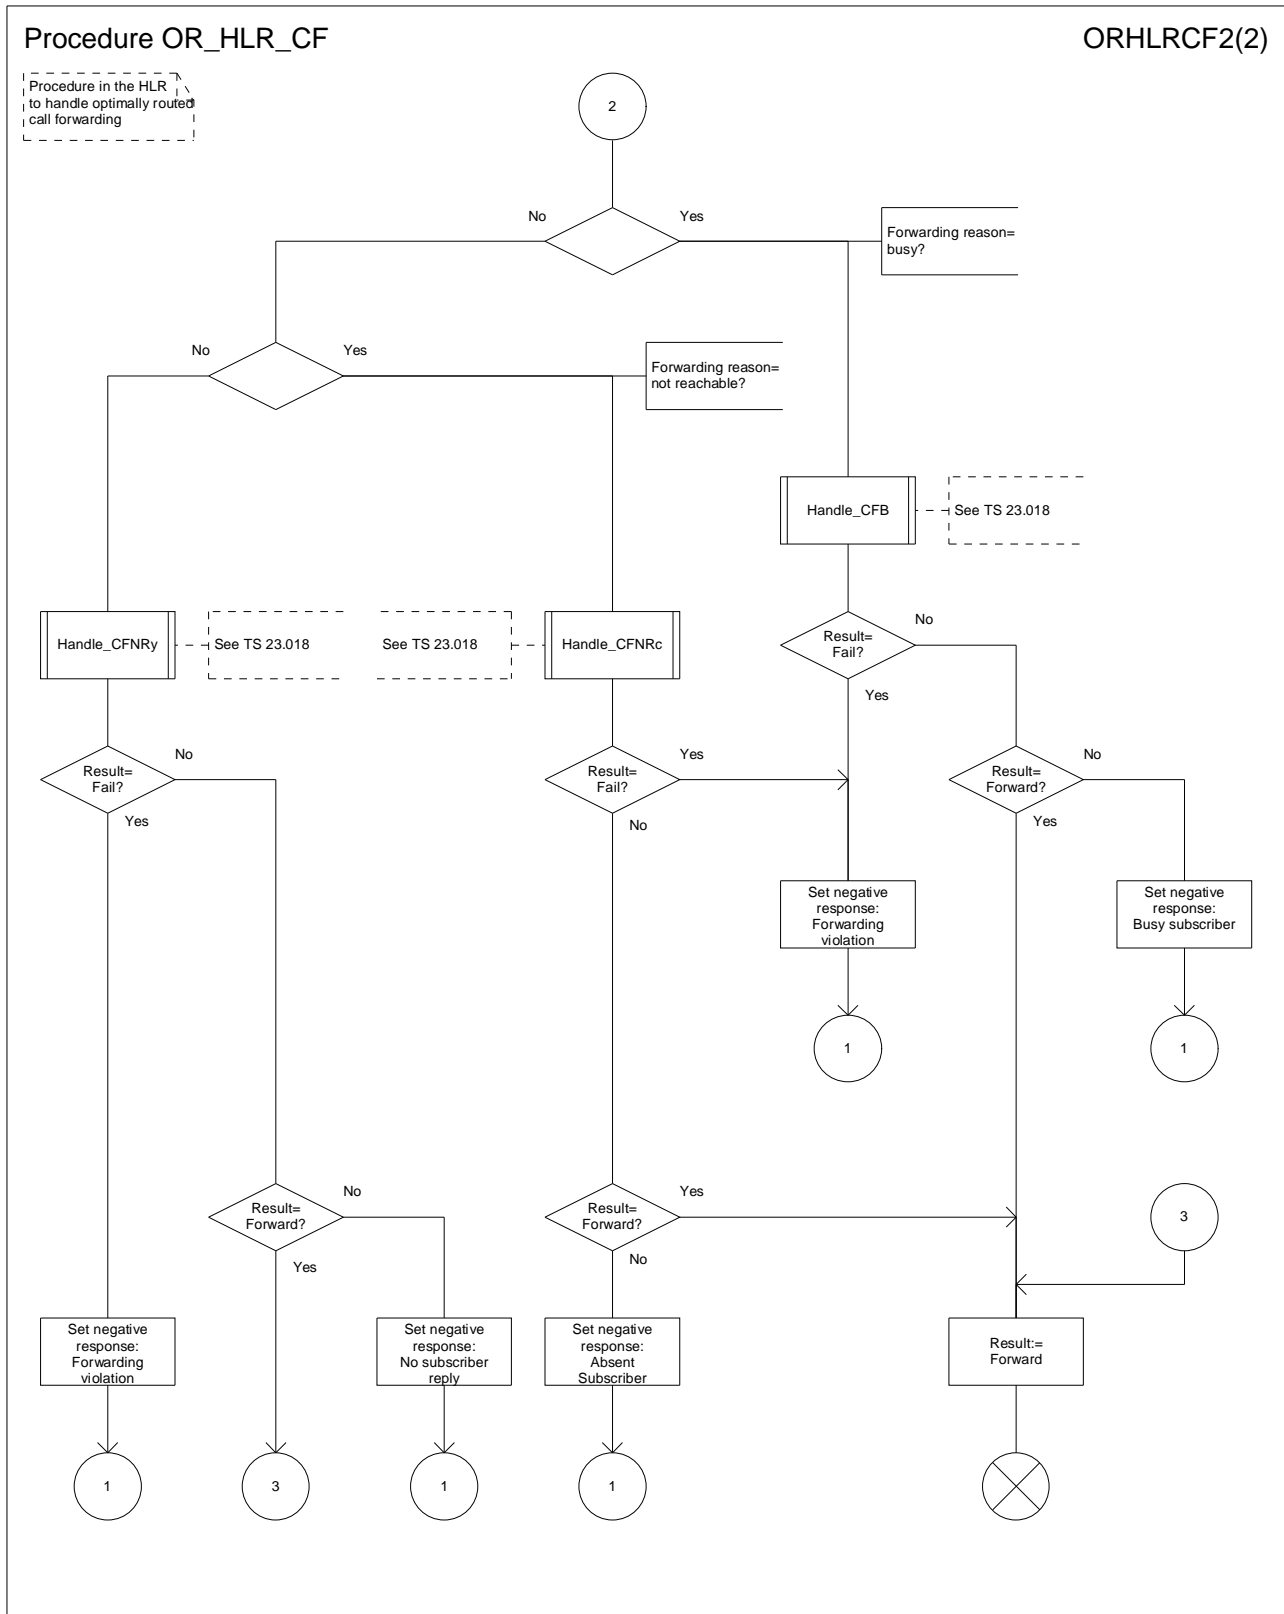 Procedure OR_HLR_CF
ORHLRCF2(2)
Procedure in the HLR
to handle optimally routed
call forwarding
2
No
Yes
Forwarding reason=
busy?
No
Yes
Forwarding reason=
not reachable?
Handle_CFB
See TS 23.018
Handle_CFNRy
See TS 23.018
See TS 23.018
Handle_CFNRc
Result=
Fail?
No
Yes
Result=
Fail?
No
Yes
Result=
Fail?
Yes
No
Result=
Forward?
No
Yes
Set negative
response:
Forwarding
violation
Set negative
response:
Busy subscriber
1
1
Result=
Forward?
No
Yes
Result=
Forward?
Yes
No
3
Set negative
response:
Forwarding
violation
Set negative
response:
No subscriber
reply
Set negative
response:
Absent
Subscriber
Result:=
Forward
1
3
1
1